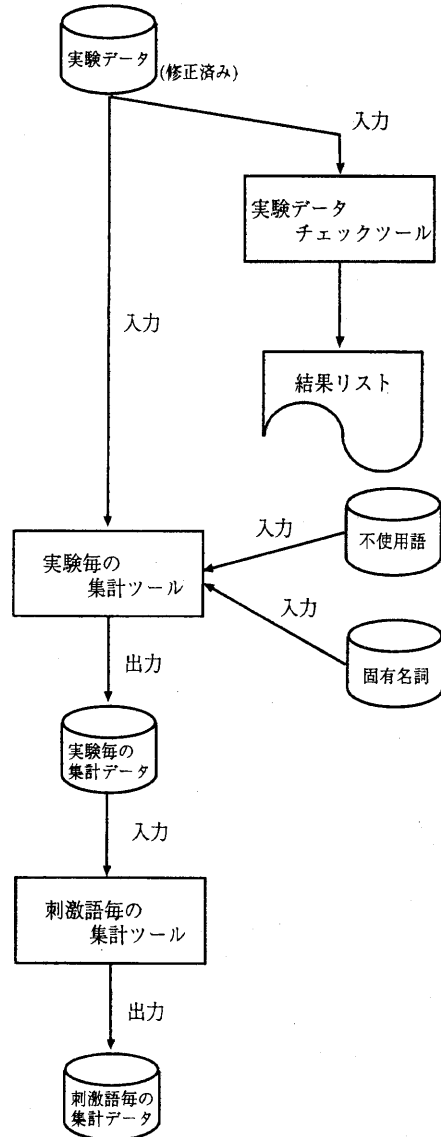 実験データ
(修正済み)
入力
実験データ
チェックツール
入力
結果リスト
入力
不使用語
実験毎の
集計ツール
入力
固有名詞
出力
実験毎の
集計データ
入力
刺激語毎の
集計ツール
出力
刺激語毎の
集計データ